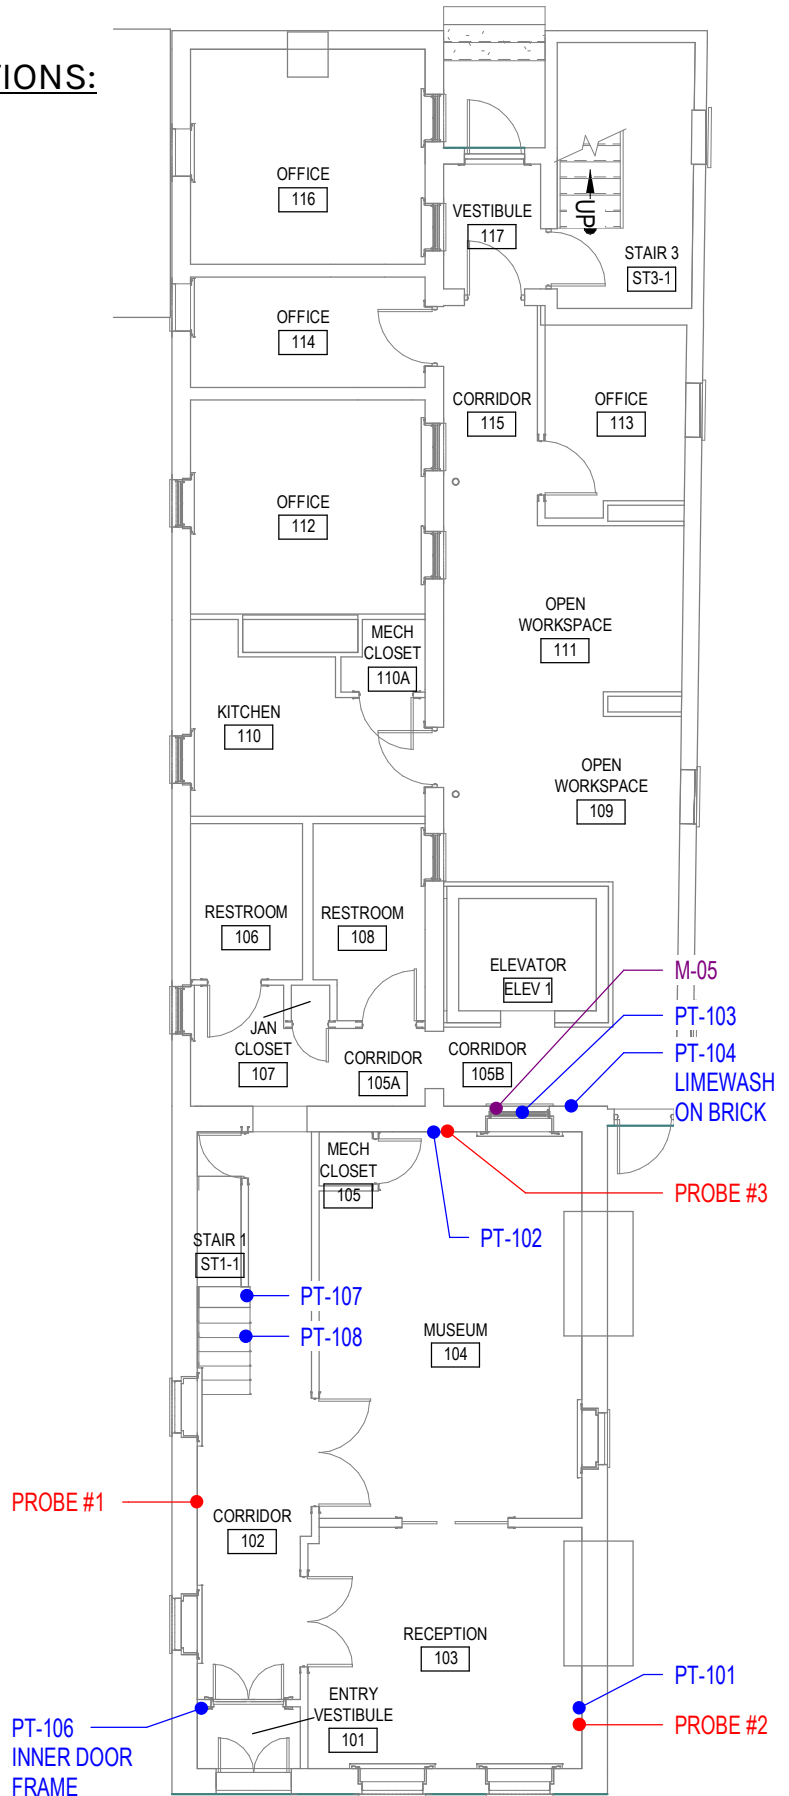 TIONS:
OFFICE
116
VESTIBULE
117
UP
STAIR 3
ST3-1
OFFICE
114
CORRIDOR
115
OFFICE
113
OFFICE
112
OPEN
WORKSPACE
111
MECH
CLOSET
110A
KITCHEN
110
OPEN
WORKSPACE
109
RESTROOM
106
RESTROOM
108
ELEVATOR
ELEV 1
M-05
PT-103
PT-104
LIMEWASH
ON BRICK
JAN
CLOSET
107
CORRIDOR
105A
CORRIDOR
105B
MECH
CLOSET
105
PROBE #3
PT-102
STAIR 1
ST1-1
PT-107
PT-108
MUSEUM
104
PROBE #1
CORRIDOR
102
RECEPTION
103
PT-101
PROBE #2
ENTRY
VESTIBULE
101
PT-106
INNER DOOR
FRAME